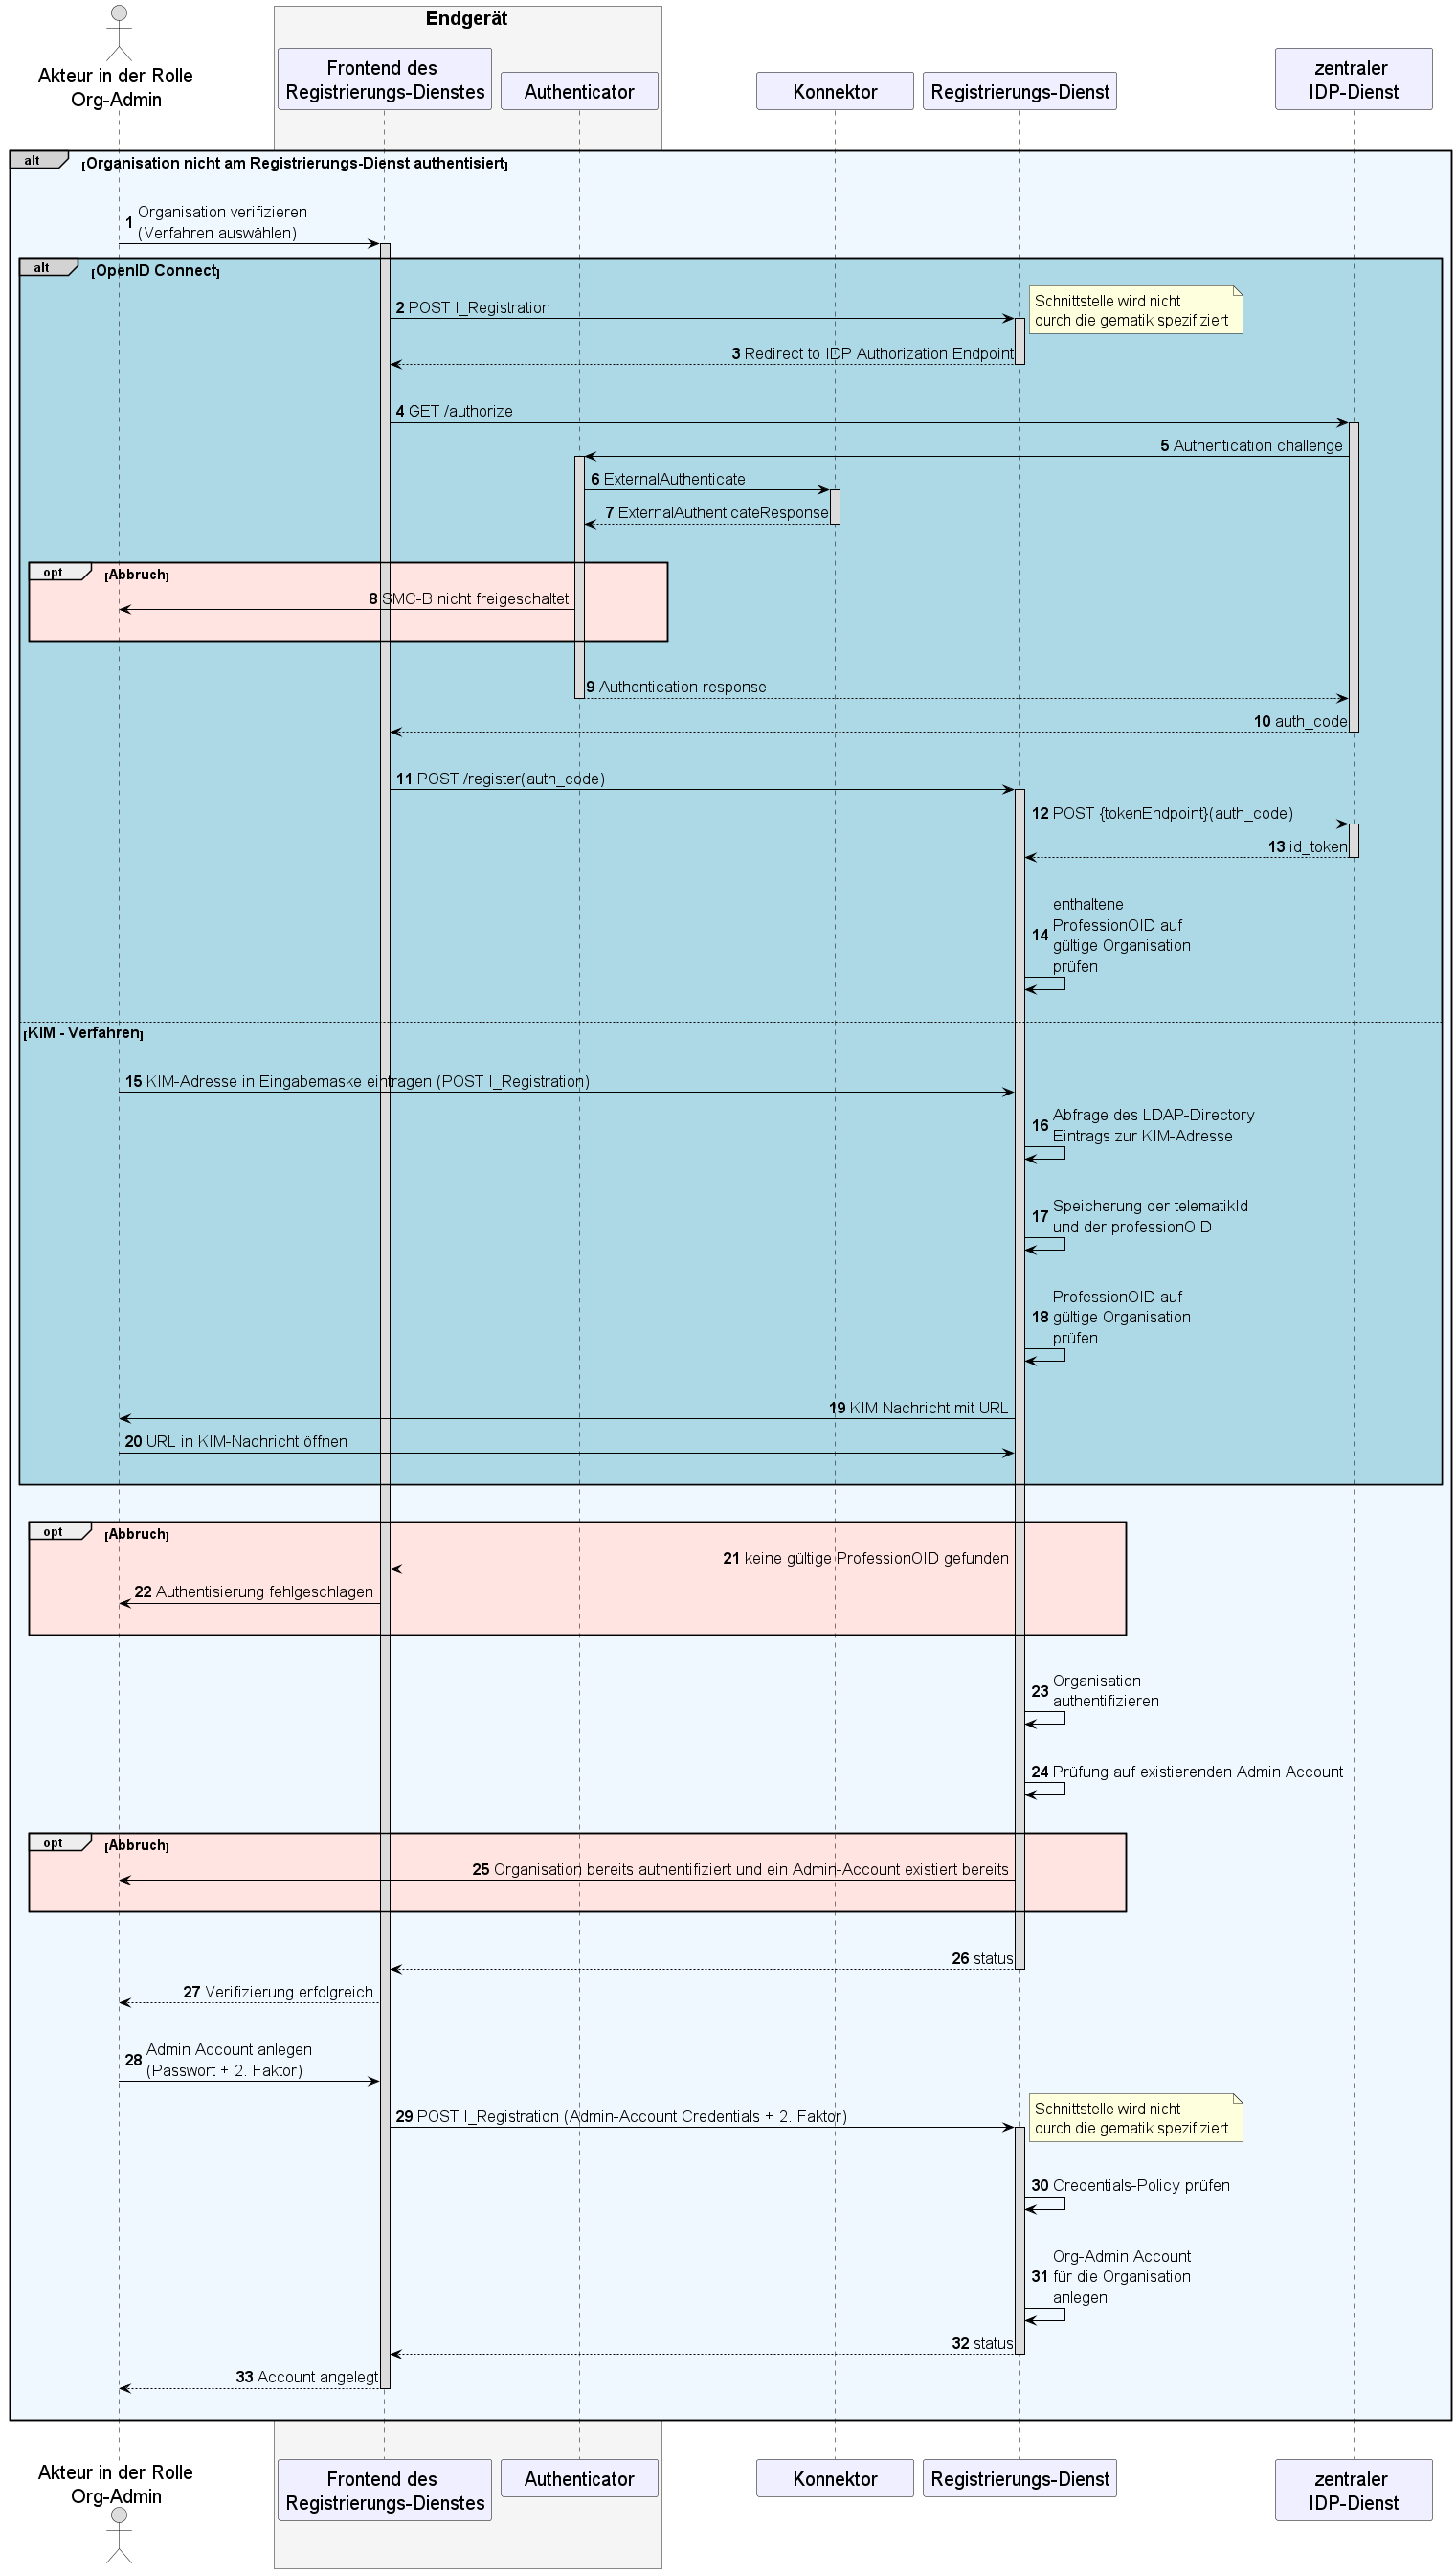 Endgerät
Akteur in der Rolle
Org-Admin
Frontend des
Registrierungs-Dienstes
Authenticator
Konnektor
Registrierungs-Dienst
zentraler
IDP-Dienst
alt [Organisation nicht am Registrierungs-Dienst authentisiert]
1 Organisation verifizieren
(Verfahren auswählen)
alt [OpenID Connect]
2 POST I_Registration
Schnittstelle wird nicht
durch die gematik spezifiziert
3 Redirect to IDP Authorization Endpoint
4 GET /authorize
5 Authentication challenge
6 ExternalAuthenticate
7 ExternalAuthenticateResponse
opt [Abbruch]
8 SMC-B nicht freigeschaltet
9 Authentication response
10 auth_code
11 POST /register(auth_code)
12 POST {tokenEndpoint}(auth_code)
13 id_token
14 enthaltene
ProfessionOID auf
gültige Organisation
prüfen
[KIM - Verfahren]
15 KIM-Adresse in Eingabemaske eintragen (POST I_Registration)
16 Abfrage des LDAP-Directory
Eintrags zur KIM-Adresse
17 Speicherung der telematikId
und der professionOID
18 ProfessionOID auf
gültige Organisation
prüfen
19 KIM Nachricht mit URL
20 URL in KIM-Nachricht öffnen
opt [Abbruch]
21 keine gültige ProfessionOID gefunden
22 Authentisierung fehlgeschlagen
23 Organisation
authentifizieren
24 Prüfung auf existierenden Admin Account
opt [Abbruch]
25 Organisation bereits authentifiziert und ein Admin-Account existiert bereits
26 status
27 Verifizierung erfolgreich
28 Admin Account anlegen
(Passwort + 2. Faktor)
29 POST I_Registration (Admin-Account Credentials + 2. Faktor)
Schnittstelle wird nicht
durch die gematik spezifiziert
30 Credentials-Policy prüfen
31 Org-Admin Account
für die Organisation
anlegen
32 status
33 Account angelegt
Akteur in der Rolle
Org-Admin
Frontend des
Registrierungs-Dienstes
Authenticator
Konnektor
Registrierungs-Dienst
zentraler
IDP-Dienst